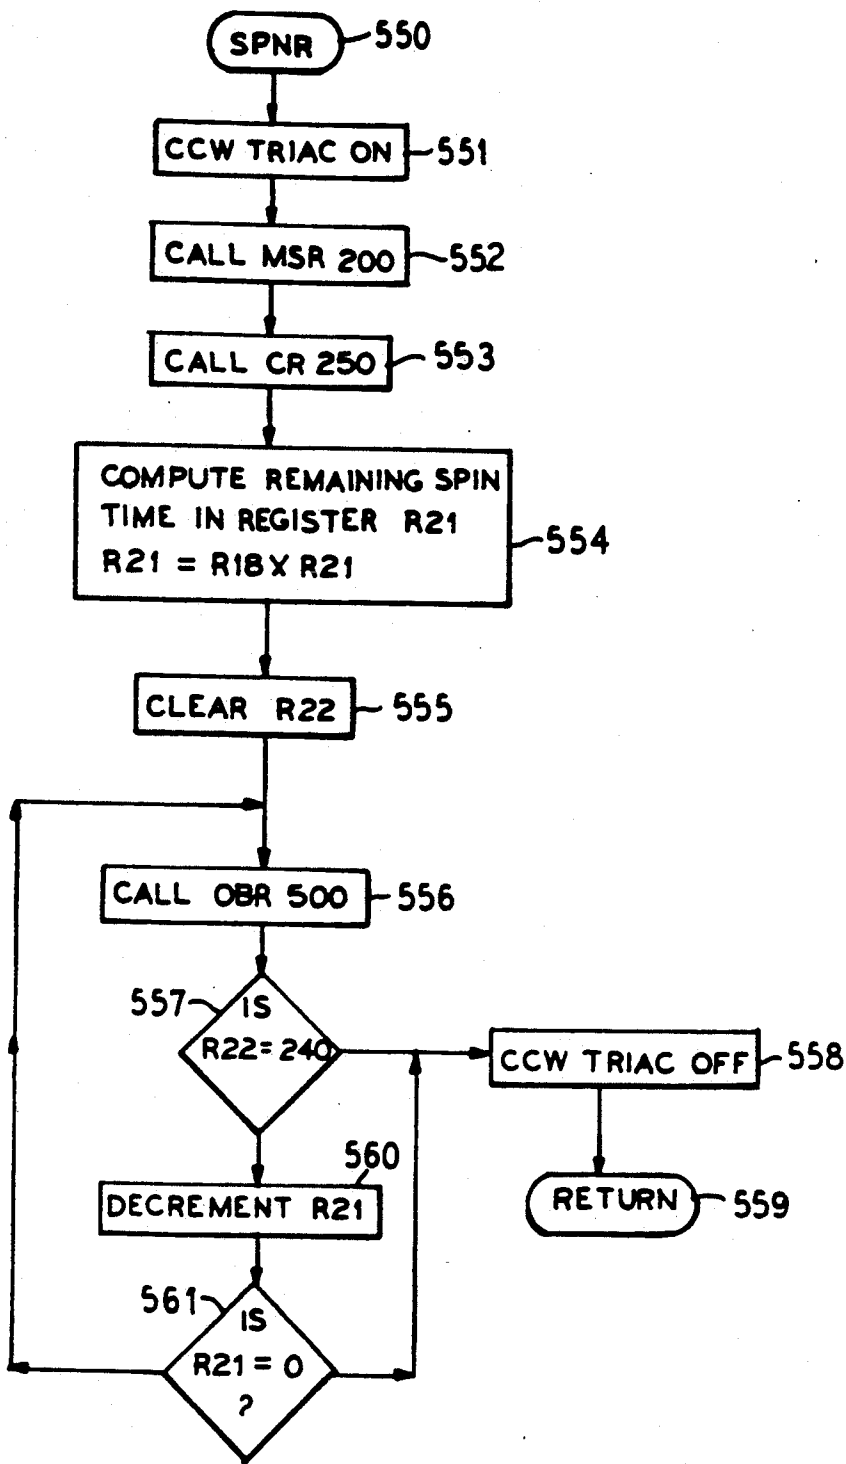 SPNR 550
CCW TRIAC ON 551
CALL MSR 200 552
CALL CR 250 553
COMPUTE REMAINING SPIN
TIME IN REGISTER R21
R21 = R18 X R21
554
CLEAR R22 555
CALL OBR 500 556
557
IS
R22 = 240
CCW TRIAC OFF 558
560
DECREMENT R21
RETURN 559
561
IS
R21 = 0
?